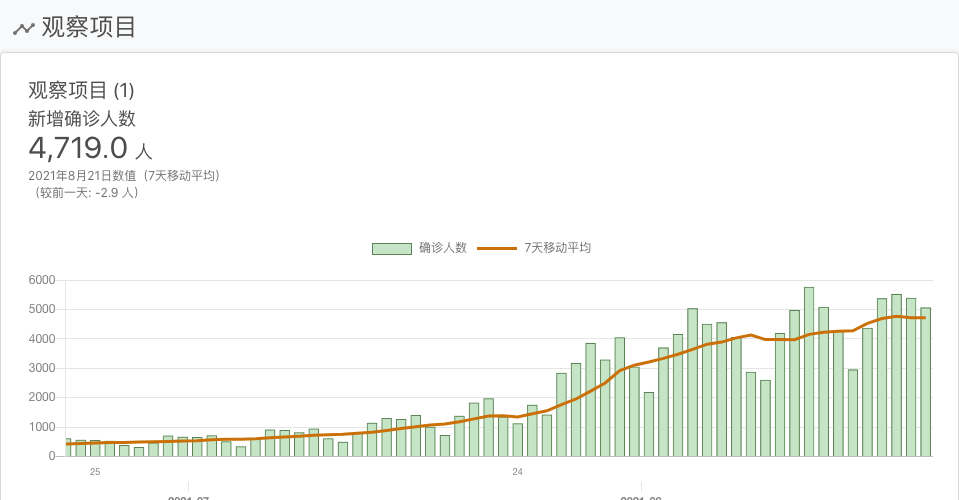 观察项目
观察项目 (1)
新增确诊人数
4,719.0 人
2021年8月21日数值（7天移动平均）
（较前一天: -2.9 人）
确诊人数 7天移动平均
6000
5000
4000
3000
2000
1000
0
25 24
2021-07 2021-08